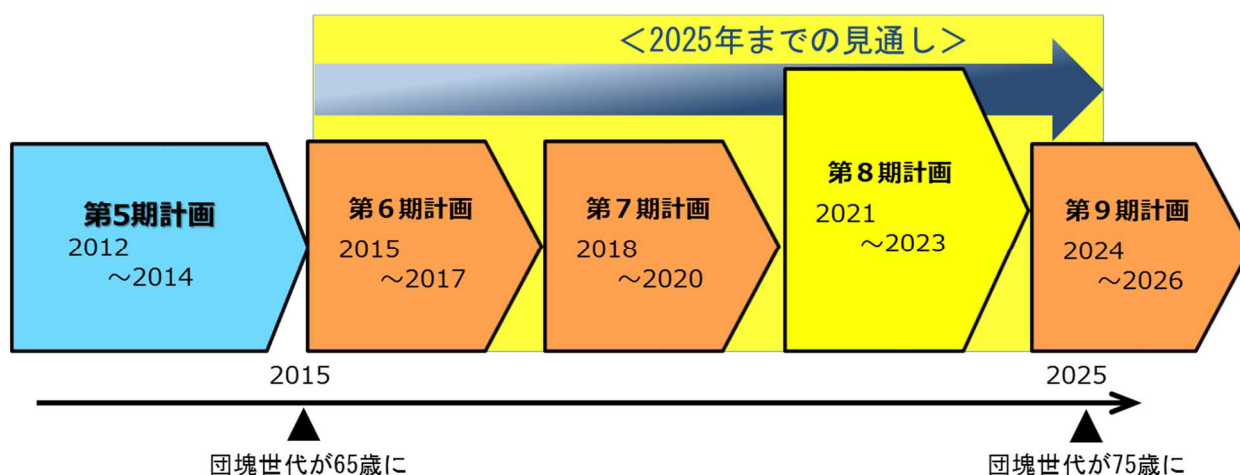 ＜2025年までの見通し＞
第5期計画
2012
～2014
第６期計画
2015
～2017
第７期計画
2018
～2020
第８期計画
2021
～2023
第９期計画
2024
～2026
2015
2025
団塊世代が65歳に
団塊世代が75歳に